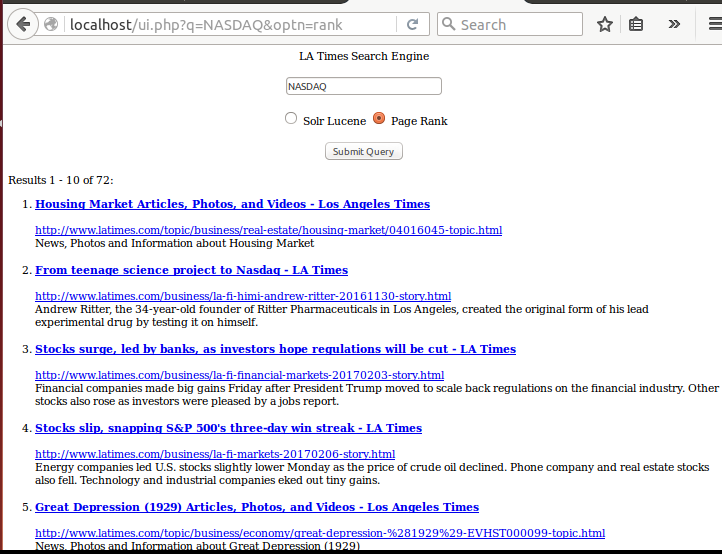 localhost/ui.php?q=NASDAQ&optn=rank
Search
LA Times Search Engine
NASDAQ
Solr Lucene Page Rank
Submit Query
Results 1 - 10 of 72:
1. Housing Market Articles, Photos, and Videos - Los Angeles Times
http://www.latimes.com/topic/business/real-estate/housing-market/04016045-topic.html
News, Photos and Information about Housing Market
2. From teenage science project to Nasdaq - LA Times
http://www.latimes.com/business/la-fi-himi-andrew-ritter-20161130-story.html
Andrew Ritter, the 34-year-old founder of Ritter Pharmaceuticals in Los Angeles, created the original form of his lead
experimental drug by testing it on himself.
3. Stocks surge, led by banks, as investors hope regulations will be cut - LA Times
http://www.latimes.com/business/la-fi-financial-markets-20170203-story.html
Financial companies made big gains Friday after President Trump moved to scale back regulations on the financial industry. Other
stocks also rose as investors were pleased by a jobs report.
4. Stocks slip, snapping S&P 500's three-day win streak - LA Times
http://www.latimes.com/business/la-fi-markets-20170206-story.html
Energy companies led U.S. stocks slightly lower Monday as the price of crude oil declined. Phone company and real estate stocks
also fell. Technology and industrial companies eked out tiny gains.
5. Great Depression (1929) Articles, Photos, and Videos - Los Angeles Times
http://www.latimes.com/topic/business/economy/great-depression-%281929%29-EVHST000099-topic.html
News, Photos and Information about Great Depression (1929)